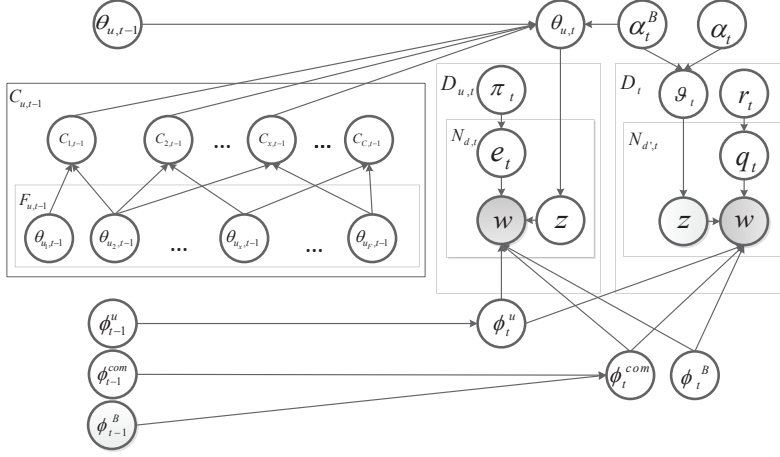 θ_{u,t-1} θ_{u,t} α_t^B α_t
C_{u,t-1} D_{u,t} π_t D_t ϑ_t r_t
C_{1,t-1} C_{2,t-1} ... C_{x,t-1} ... C_{C,t-1} N_{d,t} e_t N_{d',t} q_t
F_{u,t-1}
θ_{u_1,t-1} θ_{u_2,t-1} ... θ_{u_x,t-1} ... θ_{u_F,t-1} w z z w
ϕ_{t-1}^u ϕ_t^u
ϕ_{t-1}^{com} ϕ_t^{com} ϕ_t^B
ϕ_{t-1}^B